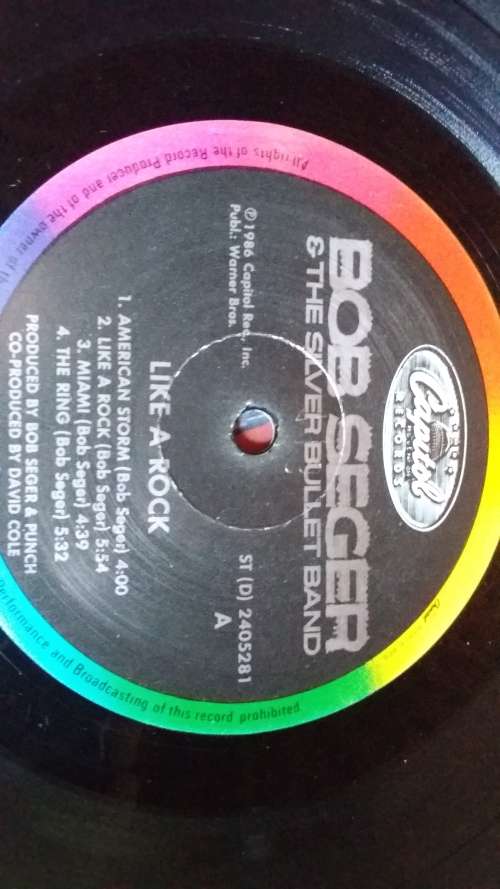 Capitol
RECORDS
BOB SEGER
& THE SILVER BULLET BAND
℗ 1986 Capitol Rec, Inc.
Publ.: Warner Bros.
ST (D) 2405281
A
LIKE A ROCK
1. AMERICAN STORM (Bob Seger) 4:00
2. LIKE A ROCK (Bob Seger) 5:54
3. MIAMI (Bob Seger) 4:39
4. THE RING (Bob Seger) 5:32
PRODUCED BY BOB SEGER & PUNCH
CO-PRODUCED BY DAVID COLE
All rights of the Record Producer and of the owner of
performance and Broadcasting of this record prohibited.